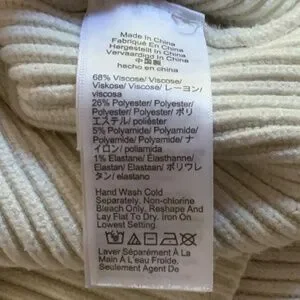 Made In China
Fabriqué En China
Hergestellt In China
Vervaardigd In China
中国製
hecho en china
68% Viscose/ Viscose/
Viskose/ Viscose/ レーヨン/
viscosa
26% Polyester/ Polyester/
Polyester/ Polyester/ ポリ
エステル/ poliéster
5% Polyamide/ Polyamide/
Polyamid/ Polyamide/ ナ
イロン/ poliamida
1% Elastane/ Élasthanne/
Elastan/ Elastaan/ ポリウレ
タン/ elastano
Hand Wash Cold
Separately, Non-chlorine
Bleach Only. Reshape And
Lay Flat To Dry. Iron On
Lowest Setting.
Laver Séparément À La
Main À L'eau Froide.
Seulement Agent De